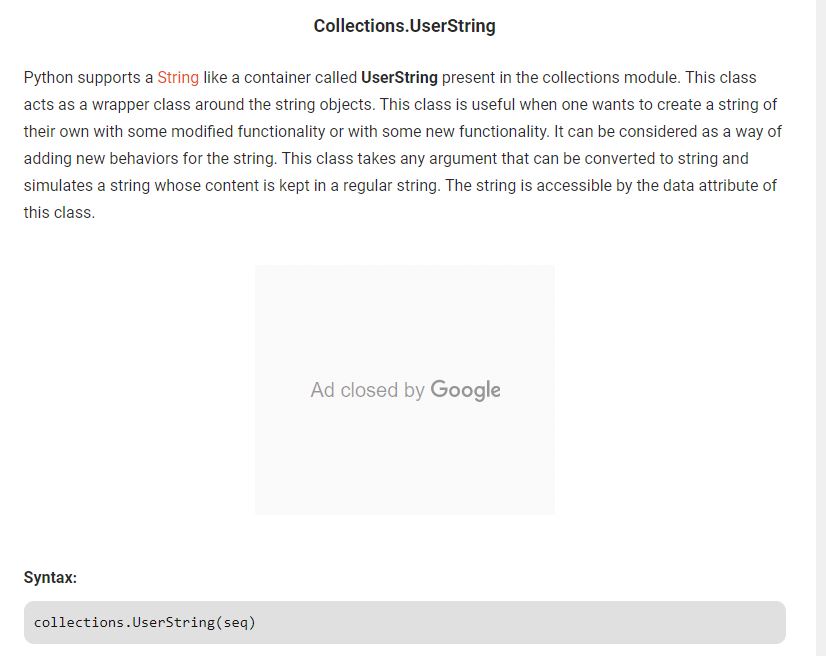 Collections.UserString
Python supports a String like a container called UserString present in the collections module. This class
acts as a wrapper class around the string objects. This class is useful when one wants to create a string of
their own with some modified functionality or with some new functionality. It can be considered as a way of
adding new behaviors for the string. This class takes any argument that can be converted to string and
simulates a string whose content is kept in a regular string. The string is accessible by the data attribute of
this class.
Ad closed by Google
Syntax:
collections.UserString(seq)